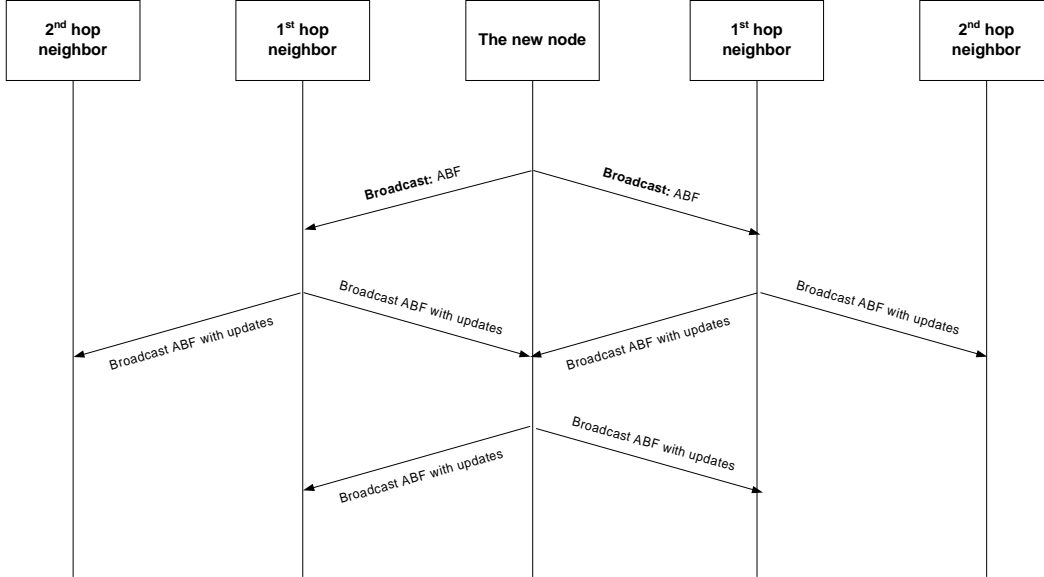 2nd hop
neighbor
1st hop
neighbor
The new node
1st hop
neighbor
2nd hop
neighbor
Broadcast: ABF
Broadcast: ABF
Broadcast ABF with updates
Broadcast ABF with updates
Broadcast ABF with updates
Broadcast ABF with updates
Broadcast ABF with updates
Broadcast ABF with updates